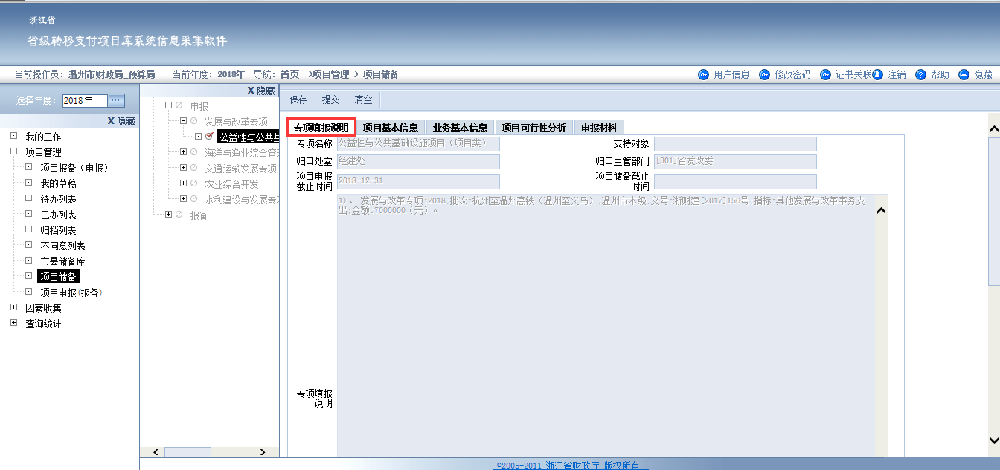 浙江省
省级转移支付项目库系统信息采集软件
当前操作员：温州市财政局_预算局 当前年度：2018年 导航：首页 ->项目管理-> 项目储备
用户信息 修改密码 证书关联 注销 帮助 隐藏
选择年度： 2018年 ...
X 隐藏
我的工作
项目管理
项目报备（申报）
我的草稿
待办列表
已办列表
归档列表
不同意列表
市县储备库
项目储备
项目申报(报备)
因素收集
查询统计
X 隐藏
申报
发展与改革专项
公益性与公共基
海洋与渔业综合管
交通运输发展专项
农业综合开发
水利建设与发展专
报备
保存 提交 清空
专项填报说明 项目基本信息 业务基本信息 项目可行性分析 申报材料
专项名称 公益性与公共基础设施项目（项目类） 支持对象
归口处室 经建处 归口主管部门 [301]省发改委
项目申报截止时间 2018-12-31 项目储备截止时间
专项填报说明
1)、 发展与改革专项:2018;批次:杭州至温州高铁（温州至义乌）;温州市本级;文号:浙财建[2017]156号;指标:其他发展与改革事务支
出;金额:7000000（元）。
©2005-2011 浙江省财政厅 版权所有